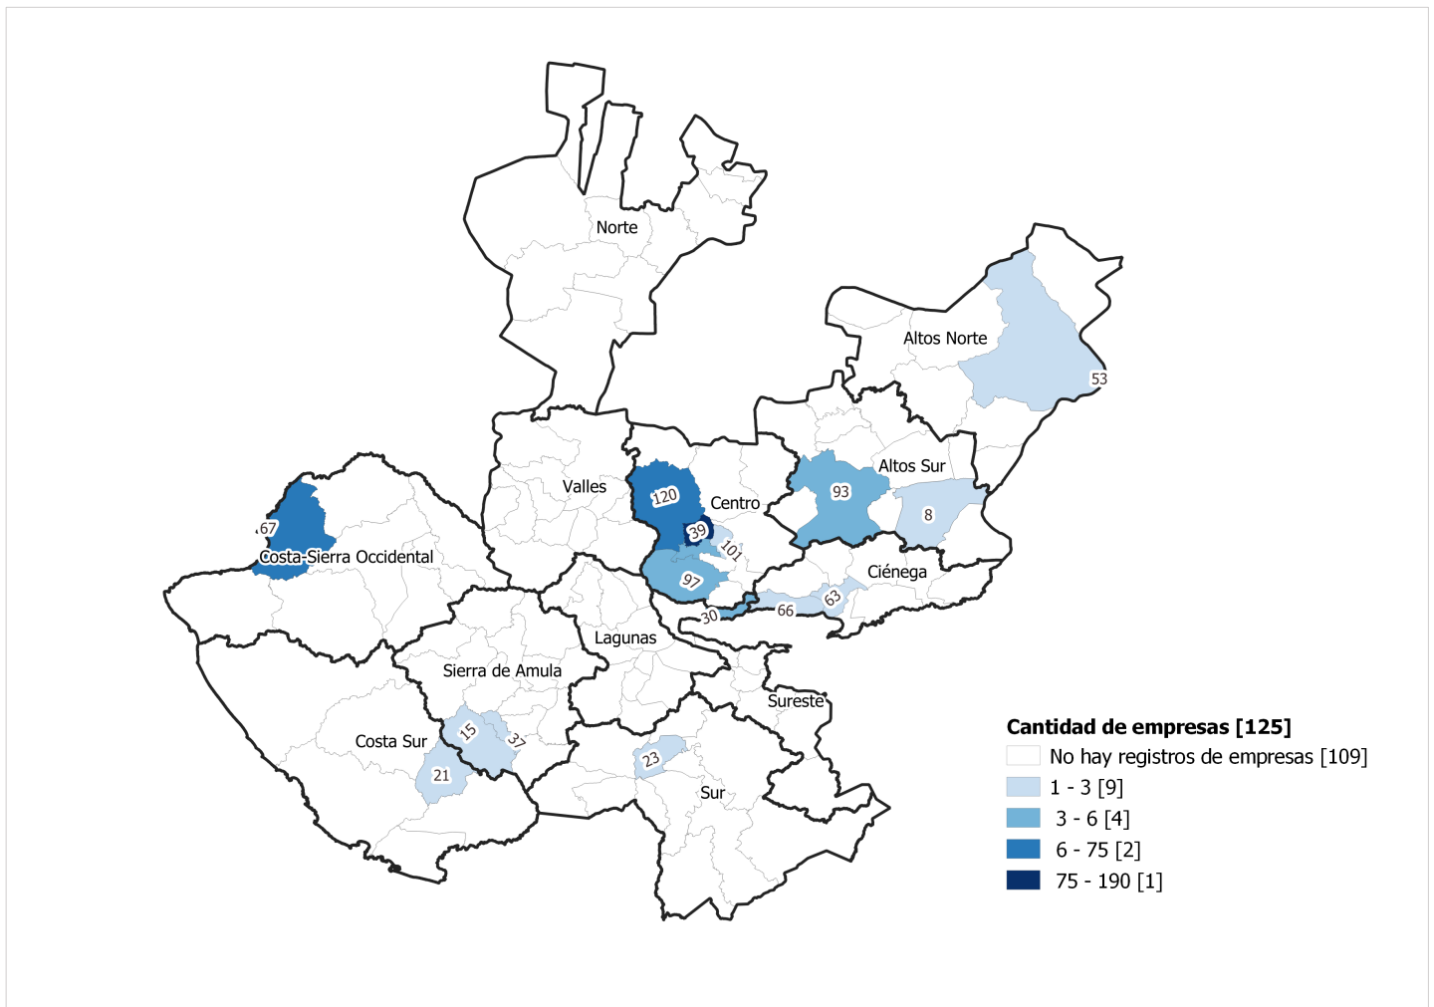 Norte
Altos Norte
53
Altos Sur
Valles
120
Centro
93
8
67
39
101
Costa-Sierra Occidental
97
Ciénega
63
66
30
Lagunas
Sierra de Amula
Sureste
15
37
Costa Sur
21
23
Sur
Cantidad de empresas [125]
No hay registros de empresas [109]
1 - 3 [9]
3 - 6 [4]
6 - 75 [2]
75 - 190 [1]